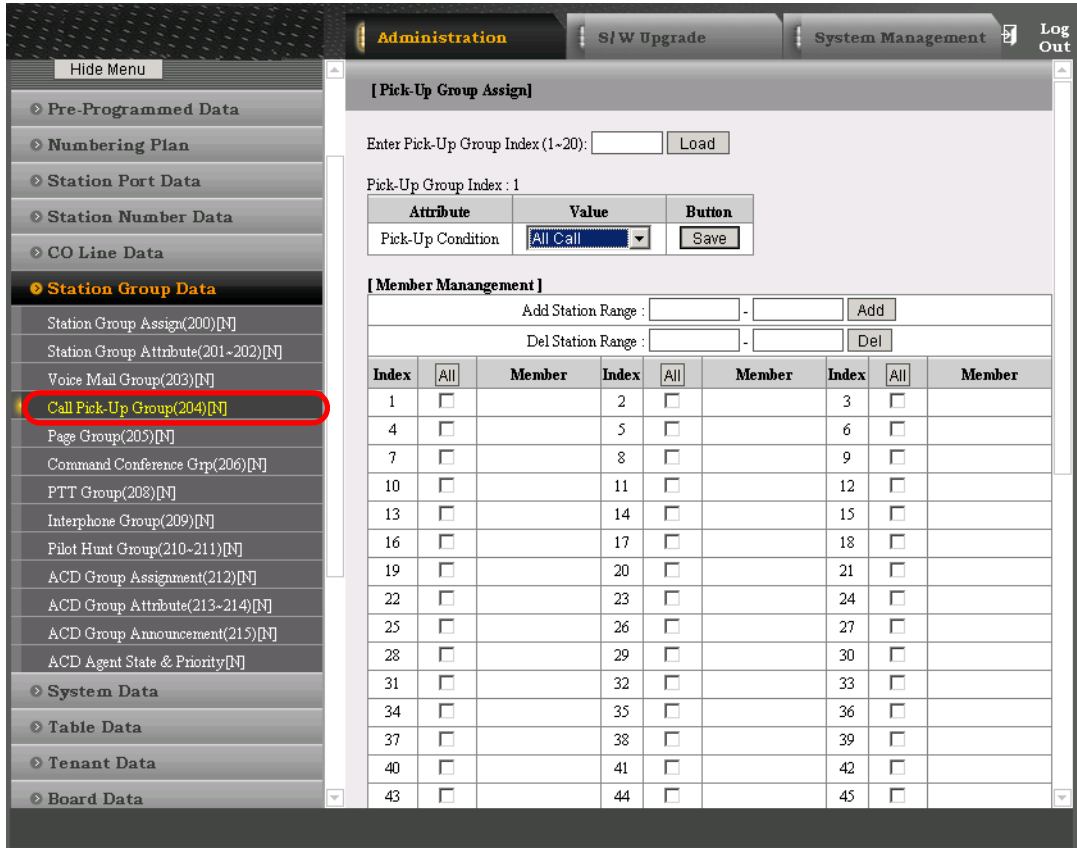 Administration
S/W Upgrade
System Management
Log Out
Hide Menu
Pre-Programmed Data
Numbering Plan
Station Port Data
Station Number Data
CO Line Data
Station Group Data
Station Group Assign(200)[N]
Station Group Attribute(201~202)[N]
Voice Mail Group(203)[N]
Call Pick-Up Group(204)[N]
Page Group(205)[N]
Command Conference Grp(206)[N]
PTT Group(208)[N]
Interphone Group(209)[N]
Pilot Hunt Group(210~211)[N]
ACD Group Assignment(212)[N]
ACD Group Attribute(213~214)[N]
ACD Group Announcement(215)[N]
ACD Agent State & Priority[N]
System Data
Table Data
Tenant Data
Board Data
[ Pick-Up Group Assign]
Enter Pick-Up Group Index (1~20): Load
Pick-Up Group Index : 1
Attribute Value Button
Pick-Up Condition All Call Save
[ Member Manangement ]
Add Station Range : - Add
Del Station Range : - Del
Index All Member Index All Member Index All Member
1 2 3
4 5 6
7 8 9
10 11 12
13 14 15
16 17 18
19 20 21
22 23 24
25 26 27
28 29 30
31 32 33
34 35 36
37 38 39
40 41 42
43 44 45